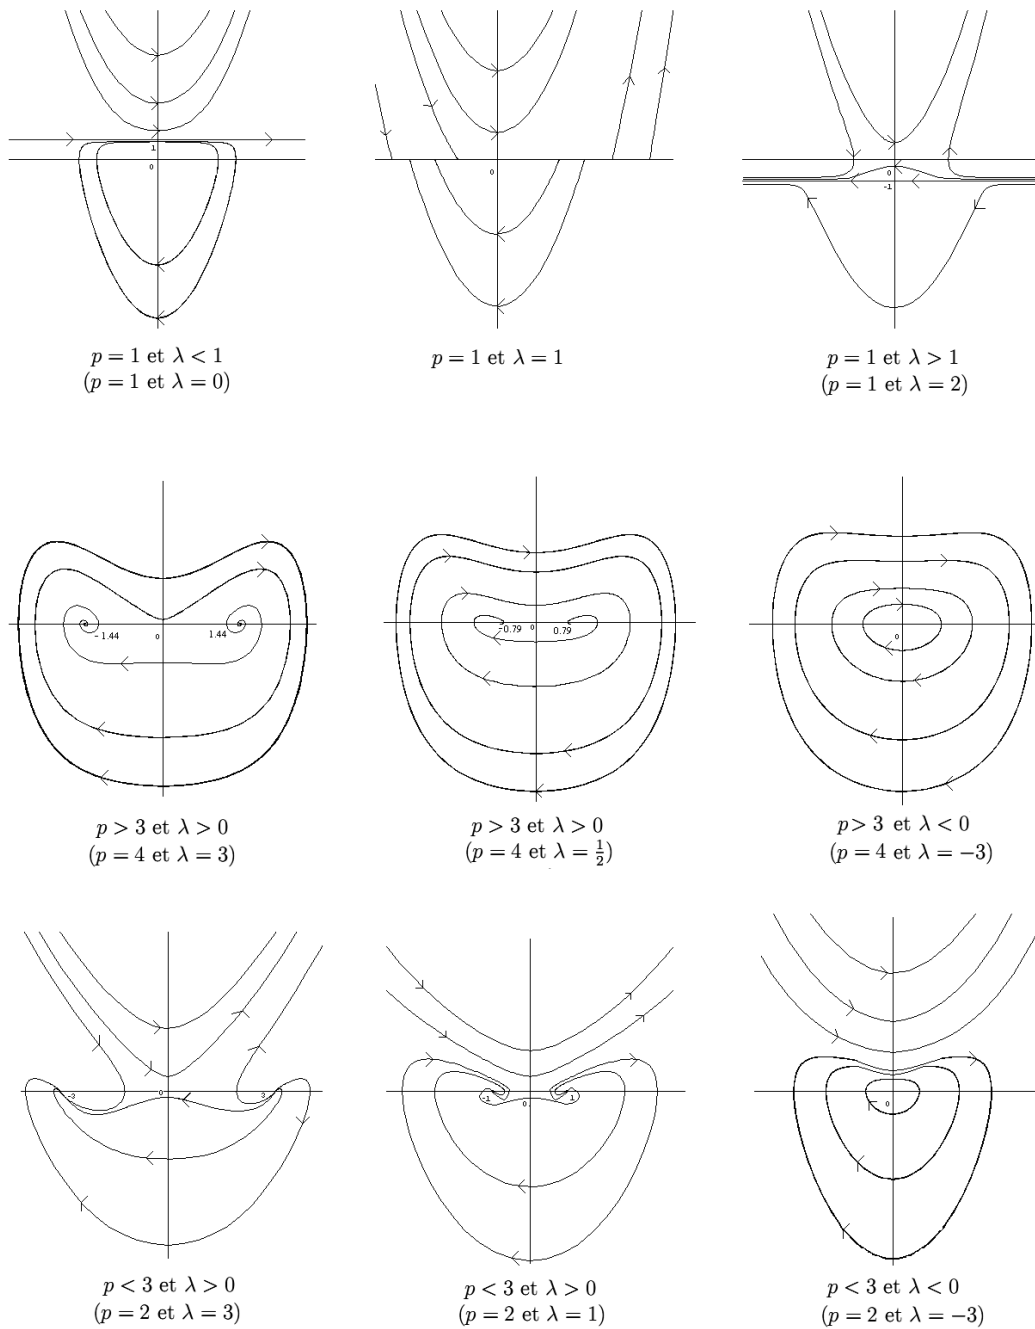 1
0
p = 1 et λ < 1
(p = 1 et λ = 0)
0
p = 1 et λ = 1
0
-1
p = 1 et λ > 1
(p = 1 et λ = 2)
- 1.44
0
1.44
p > 3 et λ > 0
(p = 4 et λ = 3)
-0.79
0
0.79
p > 3 et λ > 0
(p = 4 et λ = 1/2)
0
p > 3 et λ < 0
(p = 4 et λ = −3)
-3
0
3
p < 3 et λ > 0
(p = 2 et λ = 3)
-1
0
1
p < 3 et λ > 0
(p = 2 et λ = 1)
0
p < 3 et λ < 0
(p = 2 et λ = −3)